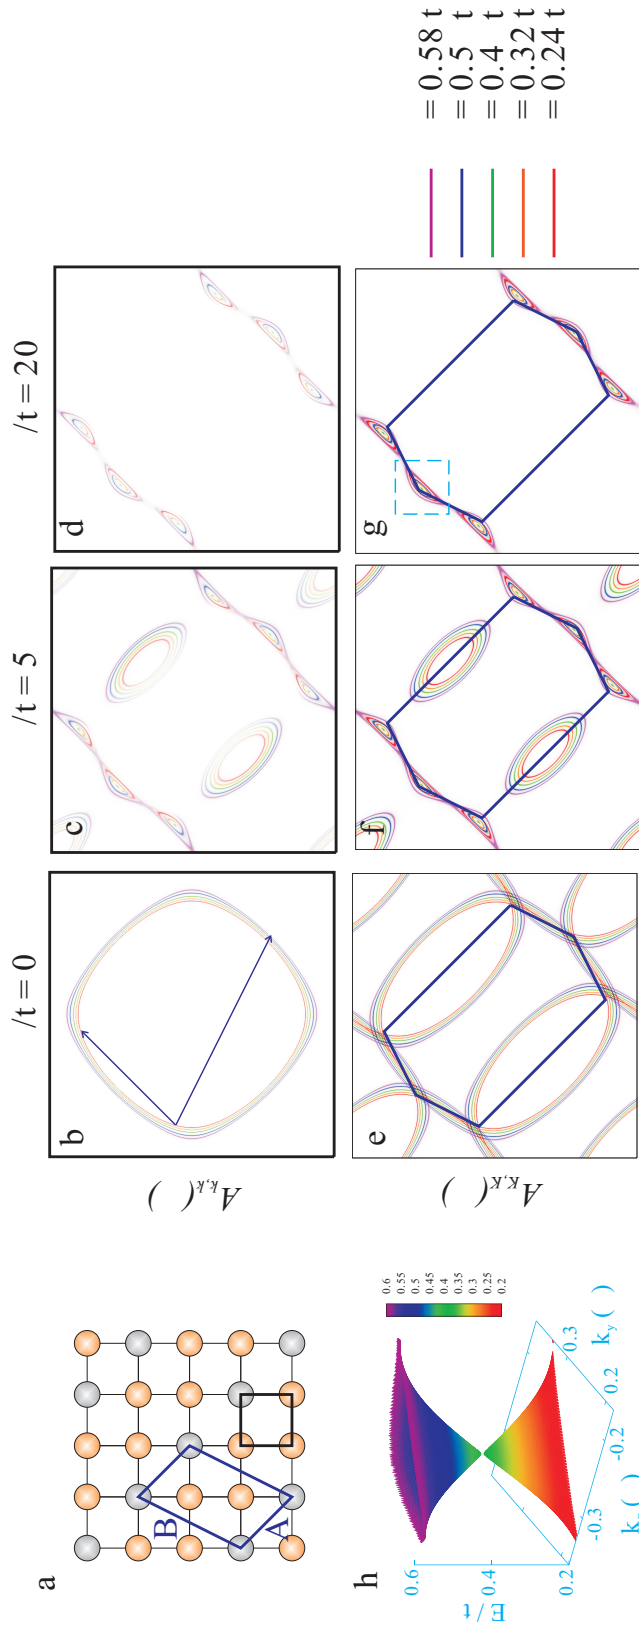 a
B
A
/t = 0
/t = 5
/t = 20
b
c
d
A k,k ( )
e
f
g
A K,K ( )
= 0.58 t
= 0.5 t
= 0.4 t
= 0.32 t
= 0.24 t
h
0.6
0.55
0.5
0.45
0.4
0.35
0.3
0.25
0.2
E / t
0.6
0.4
0.2
-0.3
-0.2
0.2
0.3
k y ( )